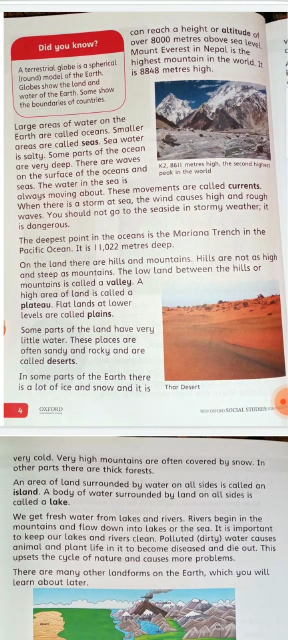 Did you know?
A terrestrial globe is a spherical
(round) model of the Earth.
Globes show the land and
water of the Earth. Some show
the boundaries of countries.
can reach a height or altitude of
over 8000 metres above sea level.
Mount Everest in Nepal is the
highest mountain in the world. It
is 8848 metres high.
K2, 8611 metres high, the second highest
peak in the world
Large areas of water on the
Earth are called oceans. Smaller
areas are called seas. Sea water
is salty. Some parts of the ocean
are very deep. There are waves
on the surface of the oceans and
seas. The water in the sea is
always moving about. These movements are called currents.
When there is a storm at sea, the wind causes high and rough
waves. You should not go to the seaside in stormy weather; it
is dangerous.
The deepest point in the oceans is the Mariana Trench in the
Pacific Ocean. It is 11,022 metres deep.
On the land there are hills and mountains. Hills are not as high
and steep as mountains. The low land between the hills or
mountains is called a valley. A
high area of land is called a
plateau. Flat lands at lower
levels are called plains.
Some parts of the land have very
little water. These places are
often sandy and rocky and are
called deserts.
In some parts of the Earth there
is a lot of ice and snow and it is
Thar Desert
4
OXFORD
NEW OXFORD SOCIAL STUDIES FOR
very cold. Very high mountains are often covered by snow. In
other parts there are thick forests.
An area of land surrounded by water on all sides is called an
island. A body of water surrounded by land on all sides is
called a lake.
We get fresh water from lakes and rivers. Rivers begin in the
mountains and flow down into lakes or the sea. It is important
to keep our lakes and rivers clean. Polluted (dirty) water causes
animal and plant life in it to become diseased and die out. This
upsets the cycle of nature and causes more problems.
There are many other landforms on the Earth, which you will
learn about later.